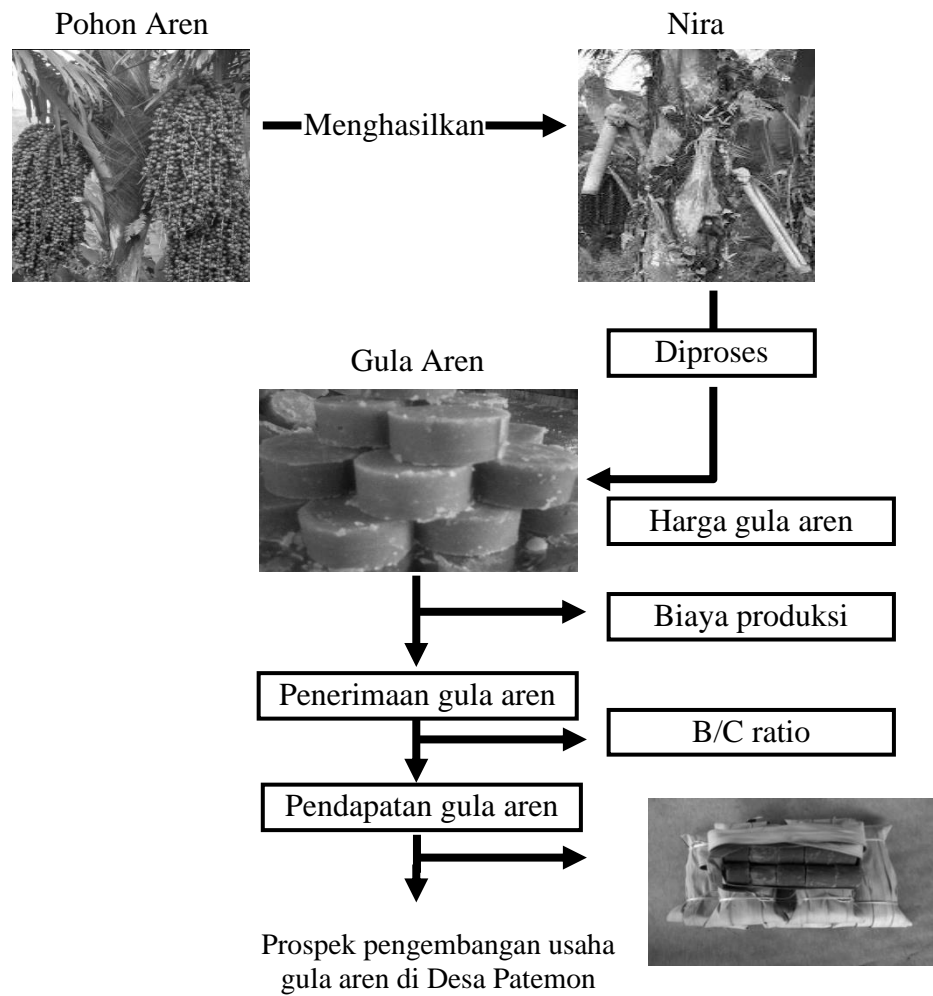 Pohon Aren
Nira
Menghasilkan
Diproses
Gula Aren
Harga gula aren
Biaya produksi
Penerimaan gula aren
B/C ratio
Pendapatan gula aren
Prospek pengembangan usaha
gula aren di Desa Patemon